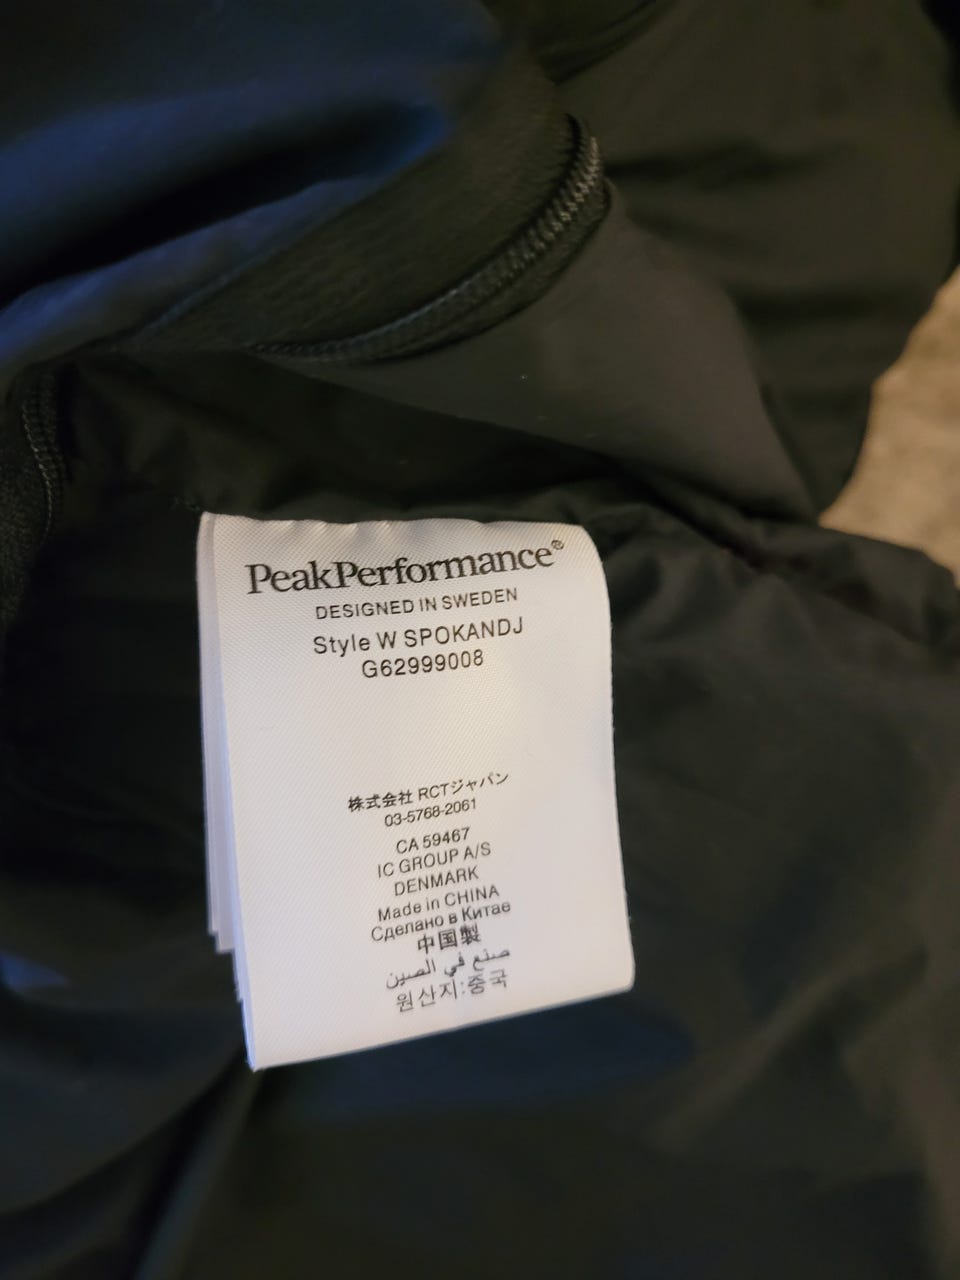 PeakPerformance®
DESIGNED IN SWEDEN
Style W SPOKANDJ
G62999008
株式会社 RCTジャパン
03-5768-2061
CA 59467
IC GROUP A/S
DENMARK
Made in CHINA
Сделано в Китае
中国製
صنع في الصين
원산지:중국